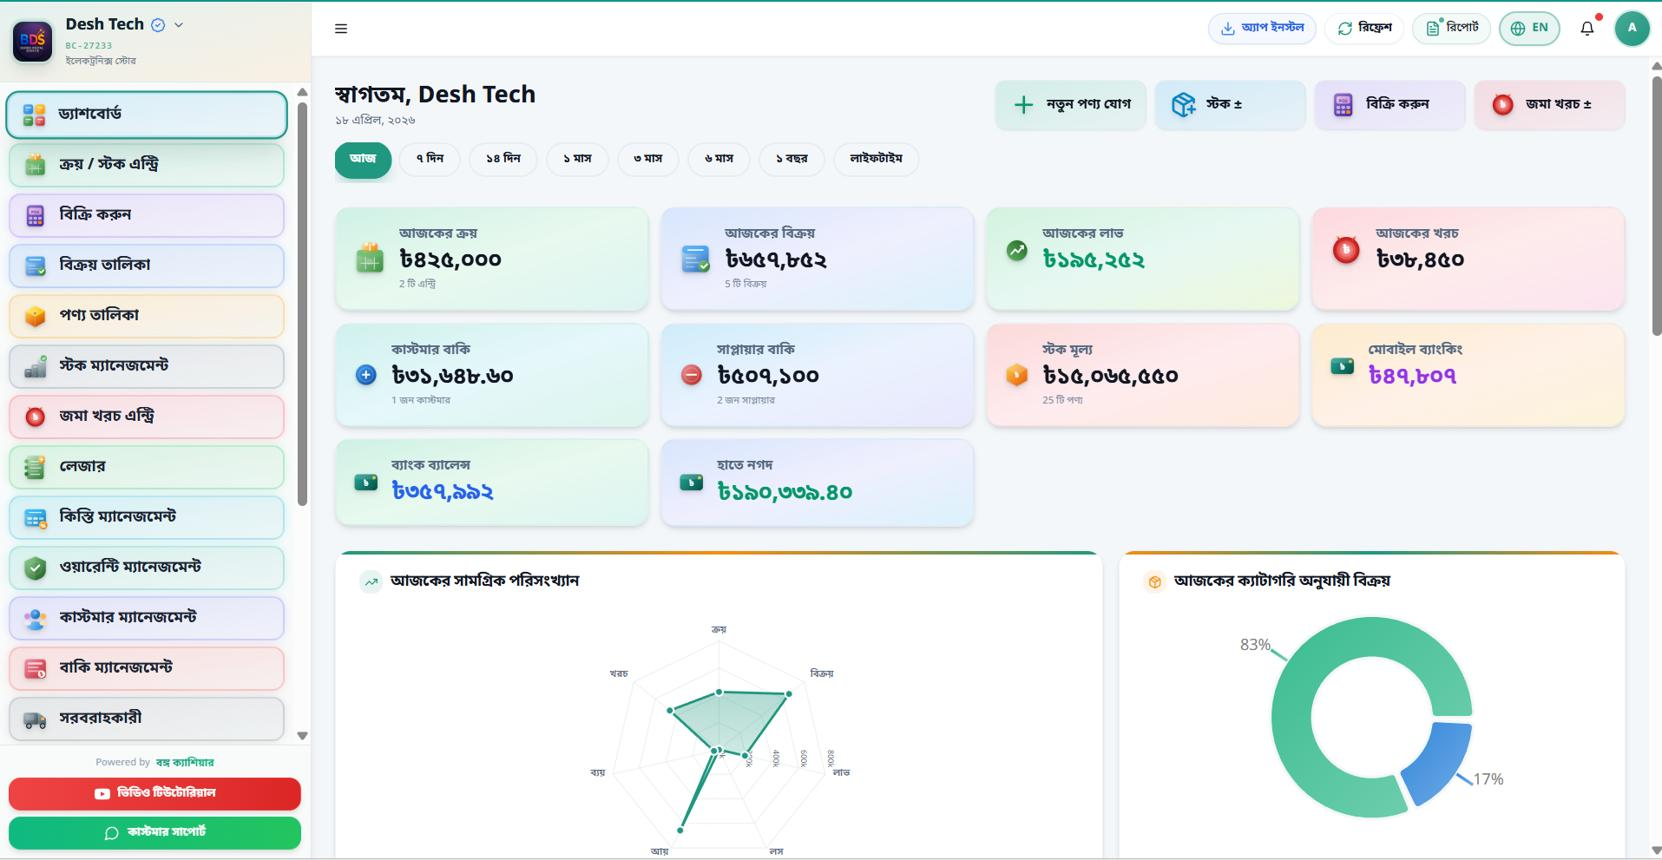 Desh Tech
BC-27233
ইলেকট্রনিক্স স্টোর
অ্যাপ ইনস্টল
রিফ্রেশ
রিপোর্ট
EN
A
ড্যাশবোর্ড
ক্রয় / স্টক এন্ট্রি
বিক্রি করুন
বিক্রয় তালিকা
পণ্য তালিকা
স্টক ম্যানেজমেন্ট
জমা খরচ এন্ট্রি
লেজার
কিস্তি ম্যানেজমেন্ট
ওয়ারেন্টি ম্যানেজমেন্ট
কাস্টমার ম্যানেজমেন্ট
বাকি ম্যানেজমেন্ট
সরবরাহকারী
Powered by বঙ্গ ক্যাশিয়ার
ভিডিও টিউটোরিয়াল
কাস্টমার সাপোর্ট
স্বাগতম, Desh Tech
১৮ এপ্রিল, ২০২৬
নতুন পণ্য যোগ
স্টক ±
বিক্রি করুন
জমা খরচ ±
আজ
৭ দিন
১৪ দিন
১ মাস
৩ মাস
৬ মাস
১ বছর
লাইফটাইম
আজকের ক্রয়
৳৪২৫,০০০
2 টি এন্ট্রি
আজকের বিক্রয়
৳৬৫৭,৮৫২
5 টি বিক্রয়
আজকের লাভ
৳১৯৫,২৫২
আজকের খরচ
৳৩৮,৪৫০
কাস্টমার বাকি
৳৩১,৬৪৮.৬০
1 জন কাস্টমার
সাপ্লায়ার বাকি
৳৫০৭,১০০
2 জন সাপ্লায়ার
স্টক মূল্য
৳১৫,০৬৫,৫৫০
25 টি পণ্য
মোবাইল ব্যাংকিং
৳৪৭,৮০৭
ব্যাংক ব্যালেন্স
৳৩৫৭,৯৯২
হাতে নগদ
৳১৯০,৩৩৯.৪০
আজকের সামগ্রিক পরিসংখ্যান
ক্রয়
বিক্রয়
লাভ
লস
আয়
ব্যয়
খরচ
400k
600k
800k
আজকের ক্যাটাগরি অনুযায়ী বিক্রয়
83%
17%